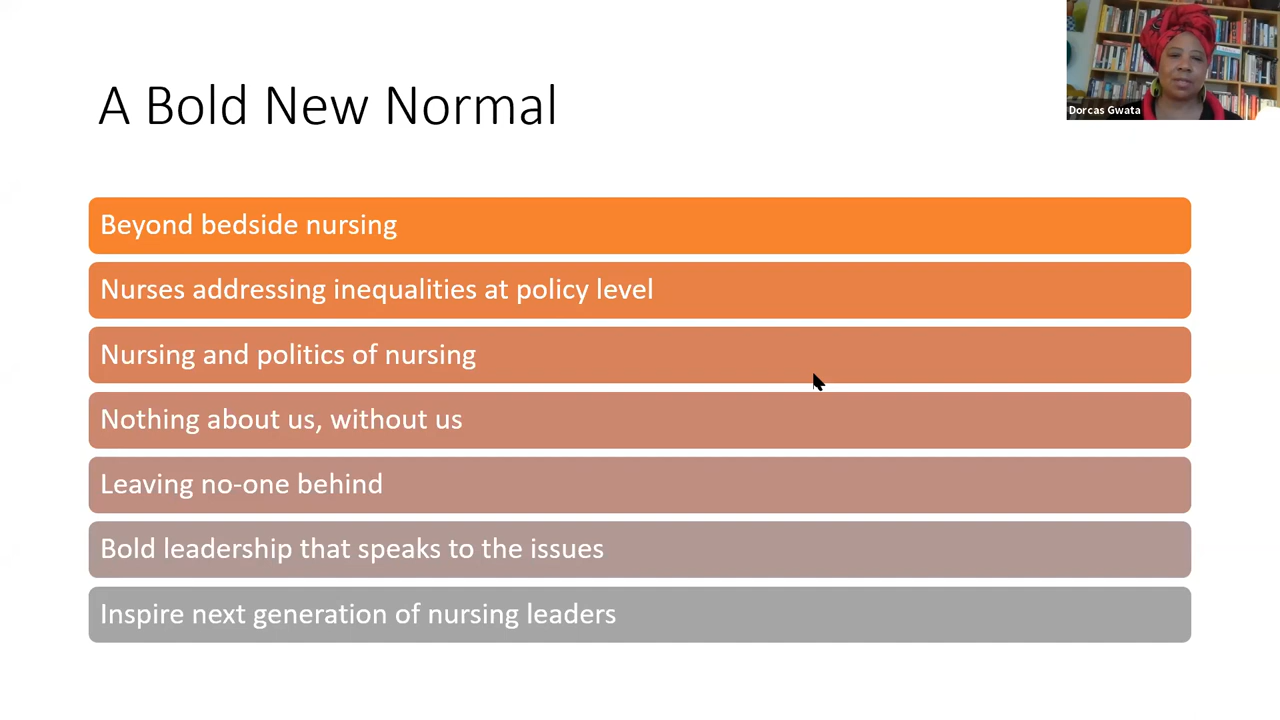 A Bold New Normal
Dorcas Gwata
Beyond bedside nursing
Nurses addressing inequalities at policy level
Nursing and politics of nursing
Nothing about us, without us
Leaving no-one behind
Bold leadership that speaks to the issues
Inspire next generation of nursing leaders